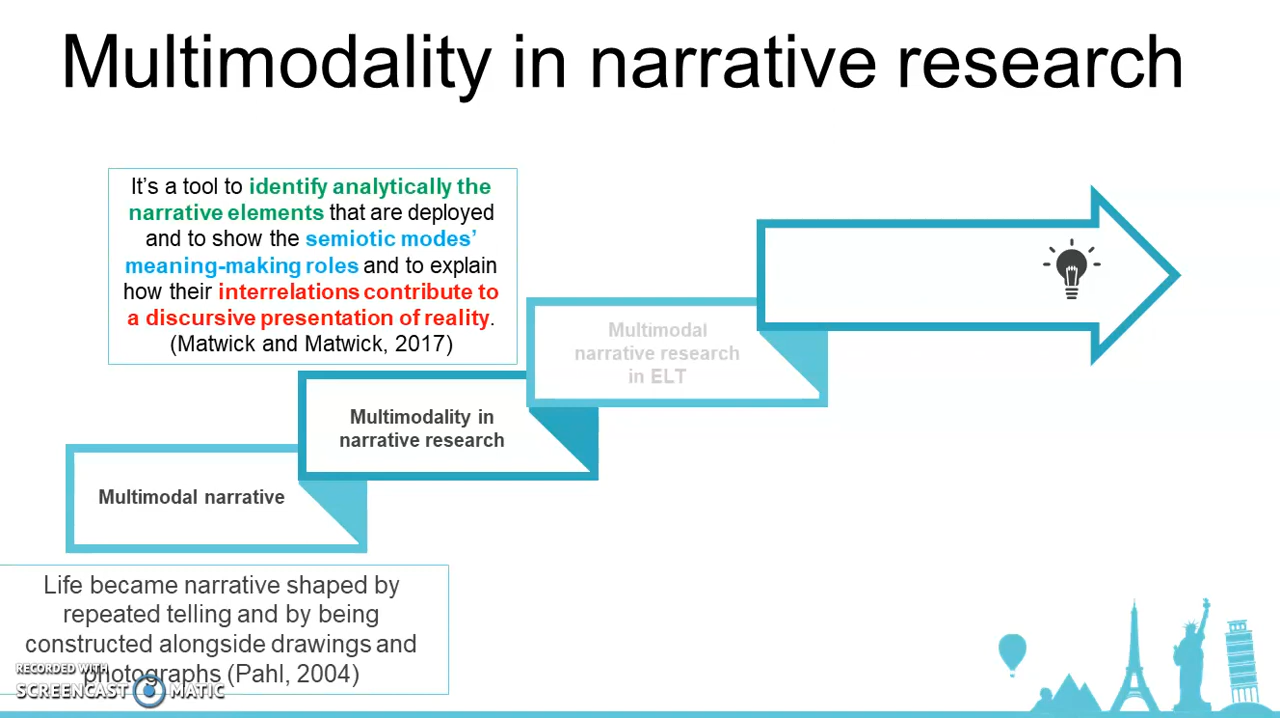 Multimodality in narrative research
It’s a tool to identify analytically the
narrative elements that are deployed
and to show the semiotic modes’
meaning-making roles and to explain
how their interrelations contribute to
a discursive presentation of reality.
(Matwick and Matwick, 2017)
Multimodal
narrative research
in ELT
Multimodality in
narrative research
Multimodal narrative
Life became narrative shaped by
repeated telling and by being
constructed alongside drawings and
photographs (Pahl, 2004)
RECORDED WITH
SCREENCAST MATIC